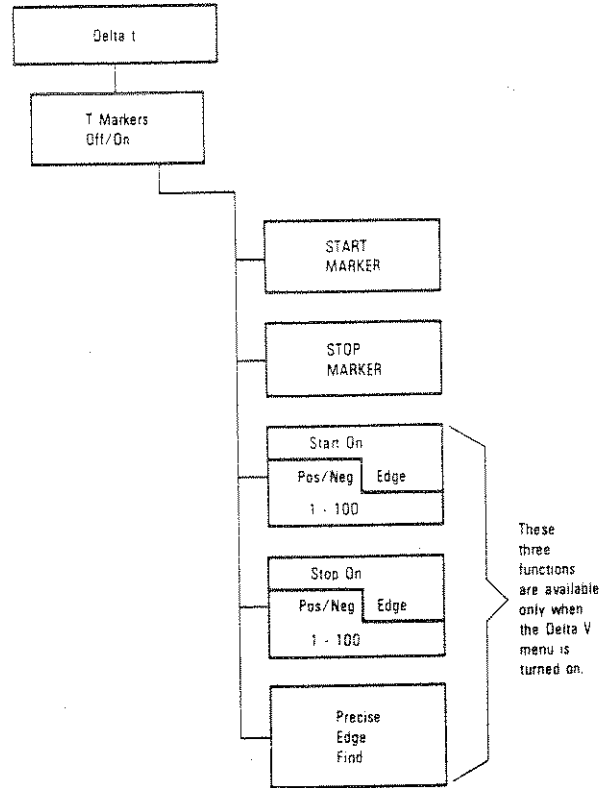 Delta t
T Markers
Off/On
START
MARKER
STOP
MARKER
Start On
Pos/Neg Edge
1 - 100
Stop On
Pos/Neg Edge
1 - 100
Precise
Edge
Find
These
three
functions
are available
only when
the Delta V
menu is
turned on.